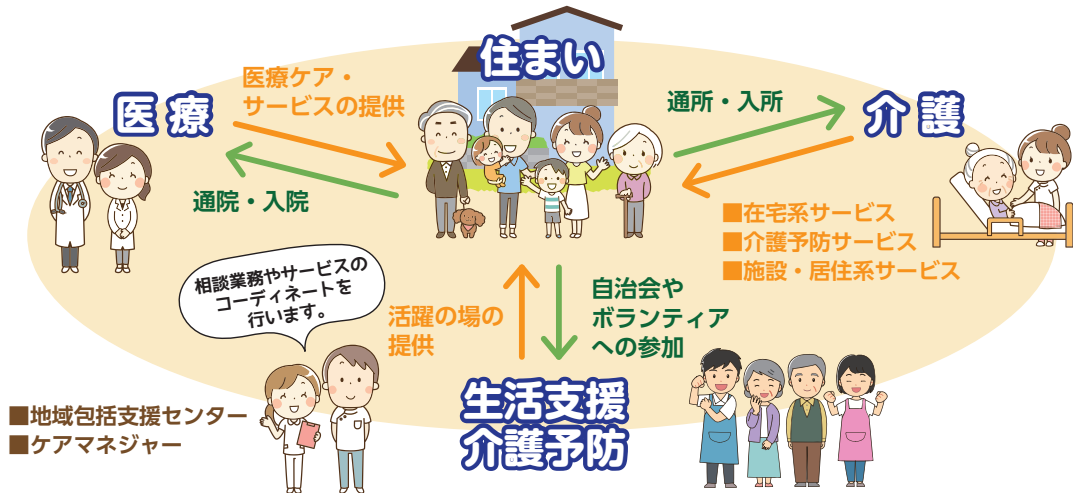 住まい
医療
医療ケア・
サービスの提供
通院・入院
通所・入所
介護
■在宅系サービス
■介護予防サービス
■施設・居住系サービス
相談業務やサービスの
コーディネートを
行います。
活躍の場の
提供
自治会や
ボランティア
への参加
生活支援
介護予防
■地域包括支援センター
■ケアマネジャー